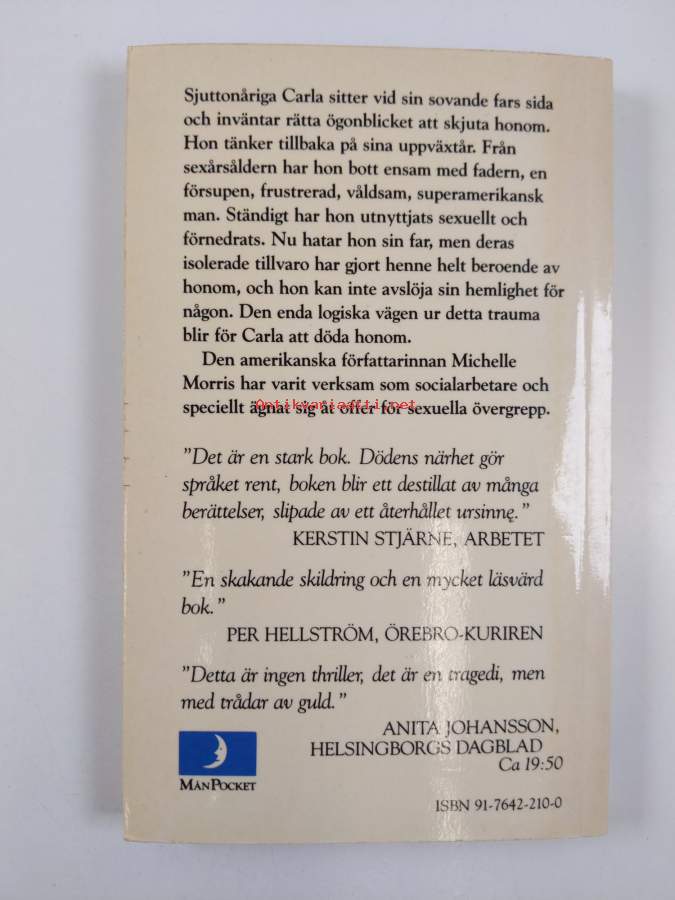 Sjuttonåriga Carla sitter vid sin sovande fars sida
och inväntar rätta ögonblicket att skjuta honom.
Hon tänker tillbaka på sina uppväxtår. Från
sexårsåldern har hon bott ensam med fadern, en
försupen, frustrerad, våldsam, superamerikansk
man. Ständigt har hon utnyttjats sexuellt och
förnedrats. Nu hatar hon sin far, men deras
isolerade tillvaro har gjort henne helt beroende av
honom, och hon kan inte avslöja sin hemlighet för
någon. Den enda logiska vägen ur detta trauma
blir för Carla att döda honom.
Den amerikanska författarinnan Michelle
Morris har varit verksam som socialarbetare och
speciellt ägnat sig åt offer för sexuella övergrepp.
Antikvariaatti.net
"Det är en stark bok. Dödens närhet gör
språket rent, boken blir ett destillat av många
berättelser, slipade av ett återhållet ursinne."
KERSTIN STJÄRNE, ARBETET
"En skakande skildring och en mycket läsvärd
bok."
PER HELLSTRÖM, ÖREBRO-KURIREN
"Detta är ingen thriller, det är en tragedi, men
med trådar av guld."
ANITA JOHANSSON,
HELSINGBORGS DAGBLAD
Ca 19:50
MÅNPOCKET
ISBN 91-7642-210-0